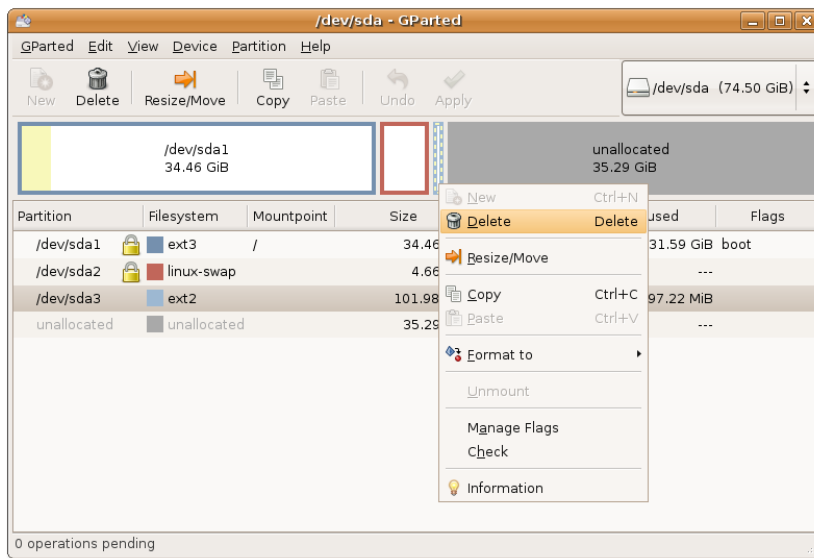 /dev/sda - GParted
GParted Edit View Device Partition Help
New Delete Resize/Move Copy Paste Undo Apply
/dev/sda (74.50 GiB)
/dev/sda1
34.46 GiB
unallocated
35.29 GiB
Partition Filesystem Mountpoint Size used Flags
/dev/sda1 ext3 / 34.46 31.59 GiB boot
/dev/sda2 linux-swap 4.66 ---
/dev/sda3 ext2 101.98 97.22 MiB
unallocated unallocated 35.29 ---
New Ctrl+N
Delete Delete
Resize/Move
Copy Ctrl+C
Paste Ctrl+V
Format to
Unmount
Manage Flags
Check
Information
0 operations pending